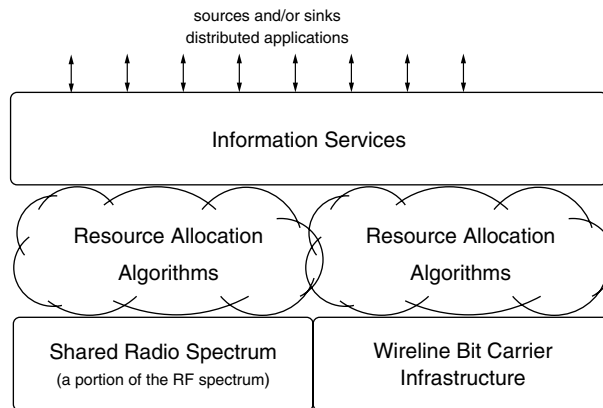 sources and/or sinks
distributed applications
Information Services
Resource Allocation
Algorithms
Resource Allocation
Algorithms
Shared Radio Spectrum
(a portion of the RF spectrum)
Wireline Bit Carrier
Infrastructure